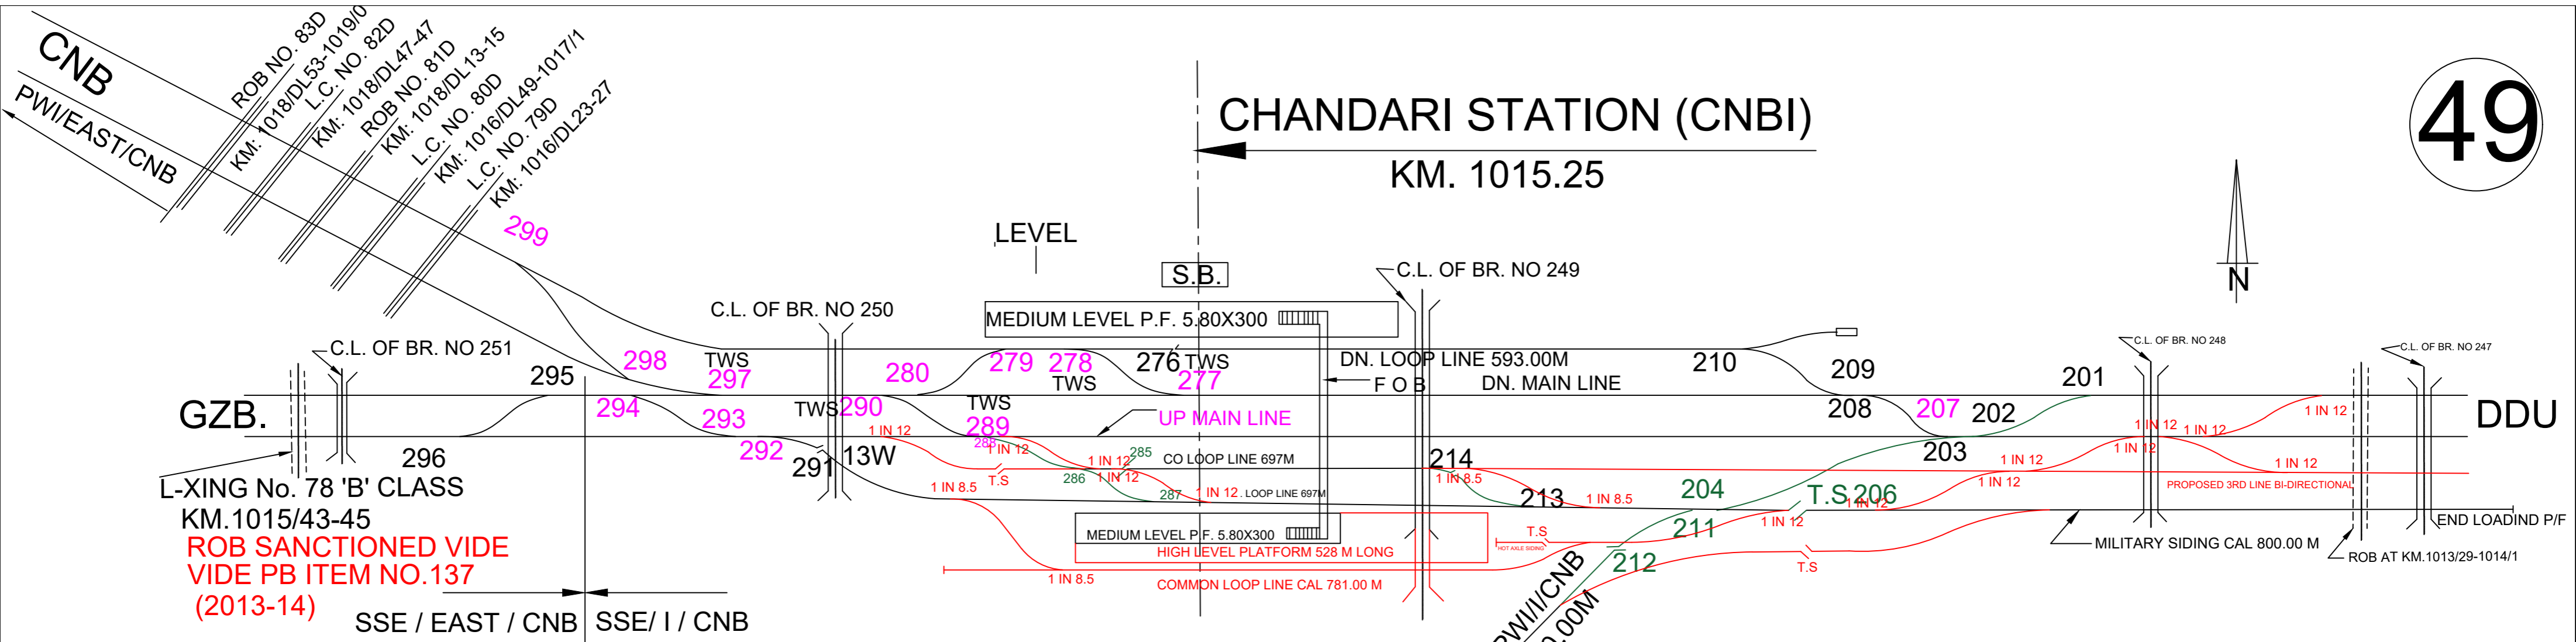 CNB
PWI/EAST/CNB
ROB NO. 83D
KM: 1018/DL53-1019/0
L.C. NO. 82D
KM: 1018/DL47-47
ROB NO. 81D
KM: 1018/DL13-15
L.C. NO. 80D
KM: 1016/DL49-1017/1
L.C. NO. 79D
KM: 1016/DL23-27
CHANDARI STATION (CNBI)
KM. 1015.25
49
N
299
LEVEL
S.B.
C.L. OF BR. NO 249
C.L. OF BR. NO 250
MEDIUM LEVEL P.F. 5.80X300
C.L. OF BR. NO 251
C.L. OF BR. NO 248
C.L. OF BR. NO 247
295
298
TWS
297
280
279
278
TWS
276
TWS
277
DN. LOOP LINE 593.00M
F O B
DN. MAIN LINE
210
209
208
201
207
202
GZB.
DDU
294
293
TWS
290
TWS
289
288
UP MAIN LINE
1 IN 12
1 IN 12
1 IN 12
1 IN 12
1 IN 12
296
292
291
13W
1 IN 12
T.S
286
1 IN 12
1 IN 12
285
CO LOOP LINE 697M
214
1 IN 8.5
203
1 IN 12
1 IN 12
1 IN 12
PROPOSED 3RD LINE BI-DIRECTIONAL
L-XING No. 78 'B' CLASS
KM.1015/43-45
ROB SANCTIONED VIDE
VIDE PB ITEM NO.137
(2013-14)
1 IN 8.5
287
1 IN 12
. LOOP LINE 697M
213
1 IN 8.5
204
T.S
206
1 IN 12
1 IN 12
211
212
END LOADIND P/F
MEDIUM LEVEL P.F. 5.80X300
HIGH LEVEL PLATFORM 528 M LONG
T.S
HOT AXLE SIDING
T.S
MILITARY SIDING CAL 800.00 M
ROB AT KM.1013/29-1014/1
1 IN 8.5
COMMON LOOP LINE CAL 781.00 M
PWI/I/CNB
0.00M
SSE / EAST / CNB
SSE/ I / CNB